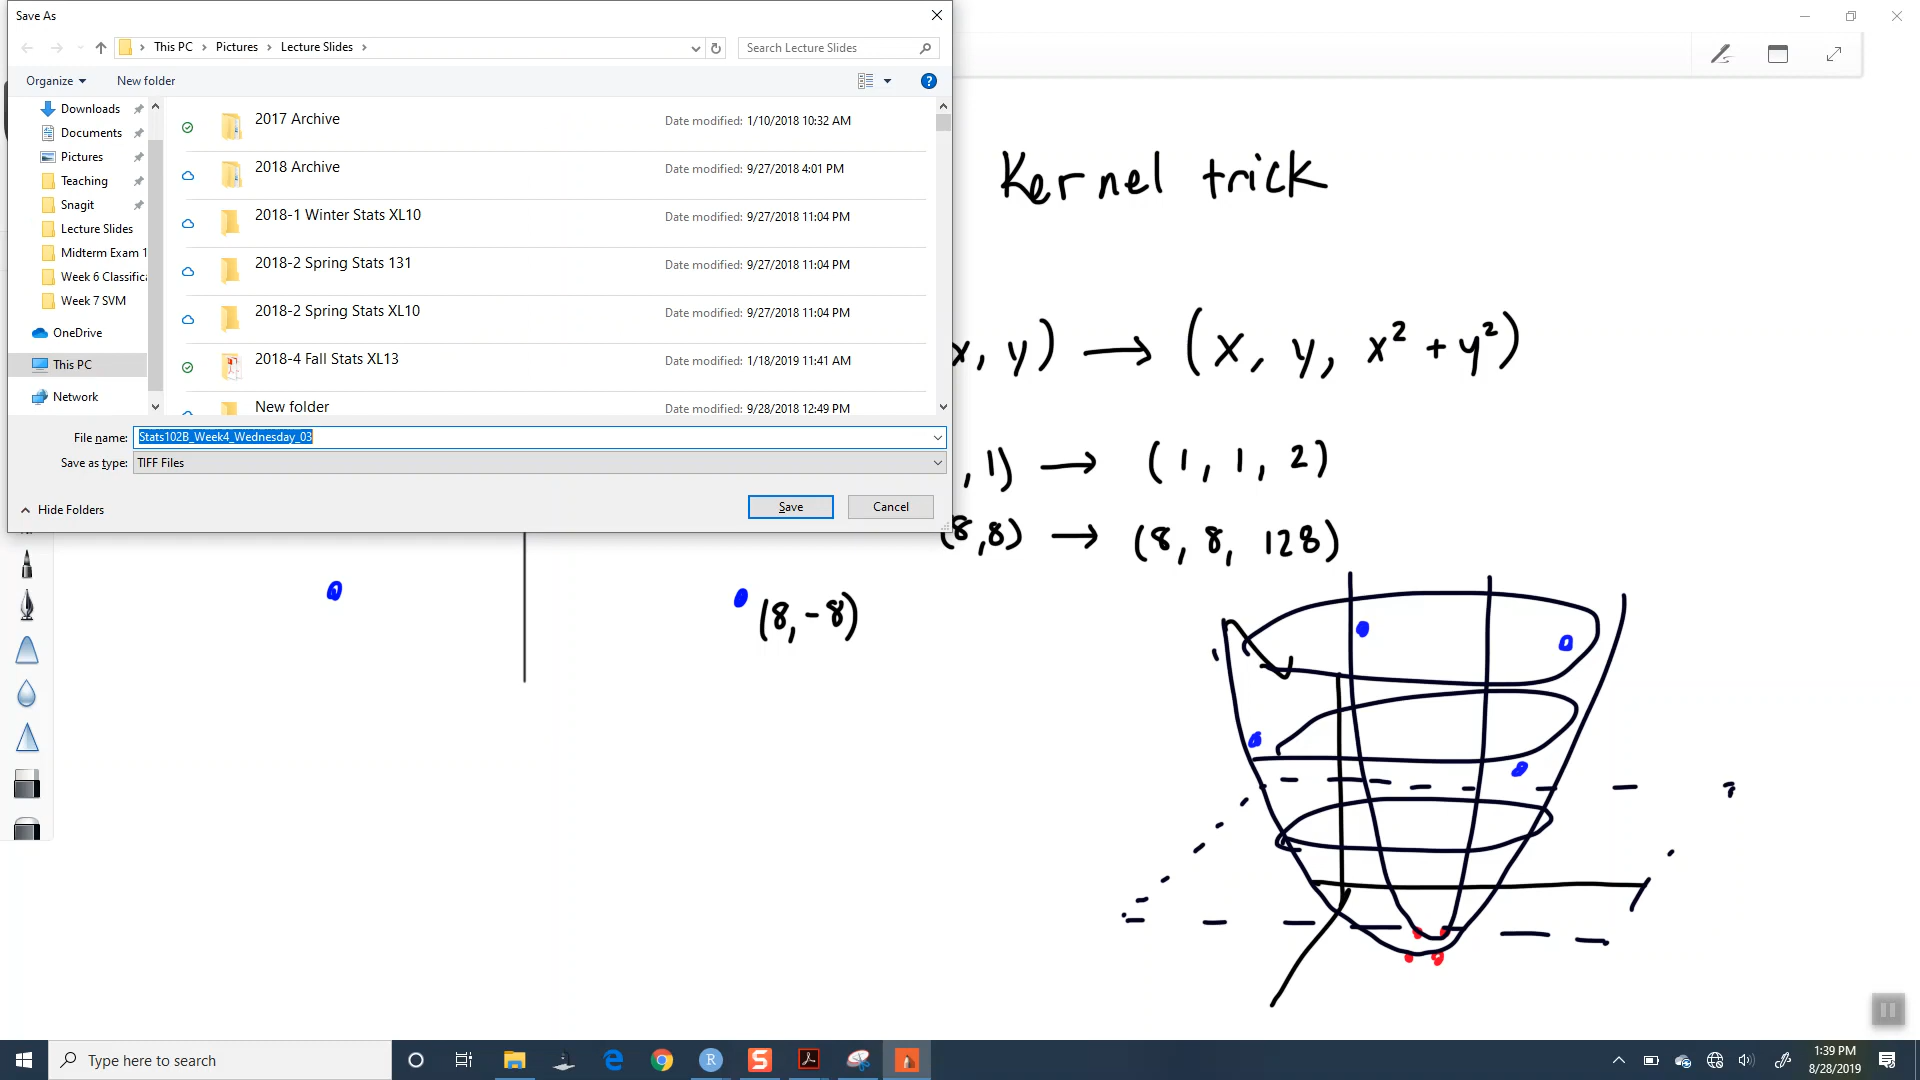 Save As
This PC > Pictures > Lecture Slides >
Search Lecture Slides
Organize
New folder
Downloads
Documents
Pictures
Teaching
Snagit
Lecture Slides
Midterm Exam 1
Week 6 Classifica
Week 7 SVM
OneDrive
This PC
Network
2017 Archive Date modified: 1/10/2018 10:32 AM
2018 Archive Date modified: 9/27/2018 4:01 PM
2018-1 Winter Stats XL10 Date modified: 9/27/2018 11:04 PM
2018-2 Spring Stats 131 Date modified: 9/27/2018 11:04 PM
2018-2 Spring Stats XL10 Date modified: 9/27/2018 11:04 PM
2018-4 Fall Stats XL13 Date modified: 1/18/2019 11:41 AM
New folder Date modified: 9/28/2018 12:49 PM
File name: Stats102B_Week4_Wednesday_03
Save as type: TIFF Files
Hide Folders
Save
Cancel
Kernel trick
x, y) → (x, y, x² + y²)
, 1) → (1, 1, 2)
(8,8) → (8, 8, 128)
(8, -8)
Type here to search
1:39 PM
8/28/2019